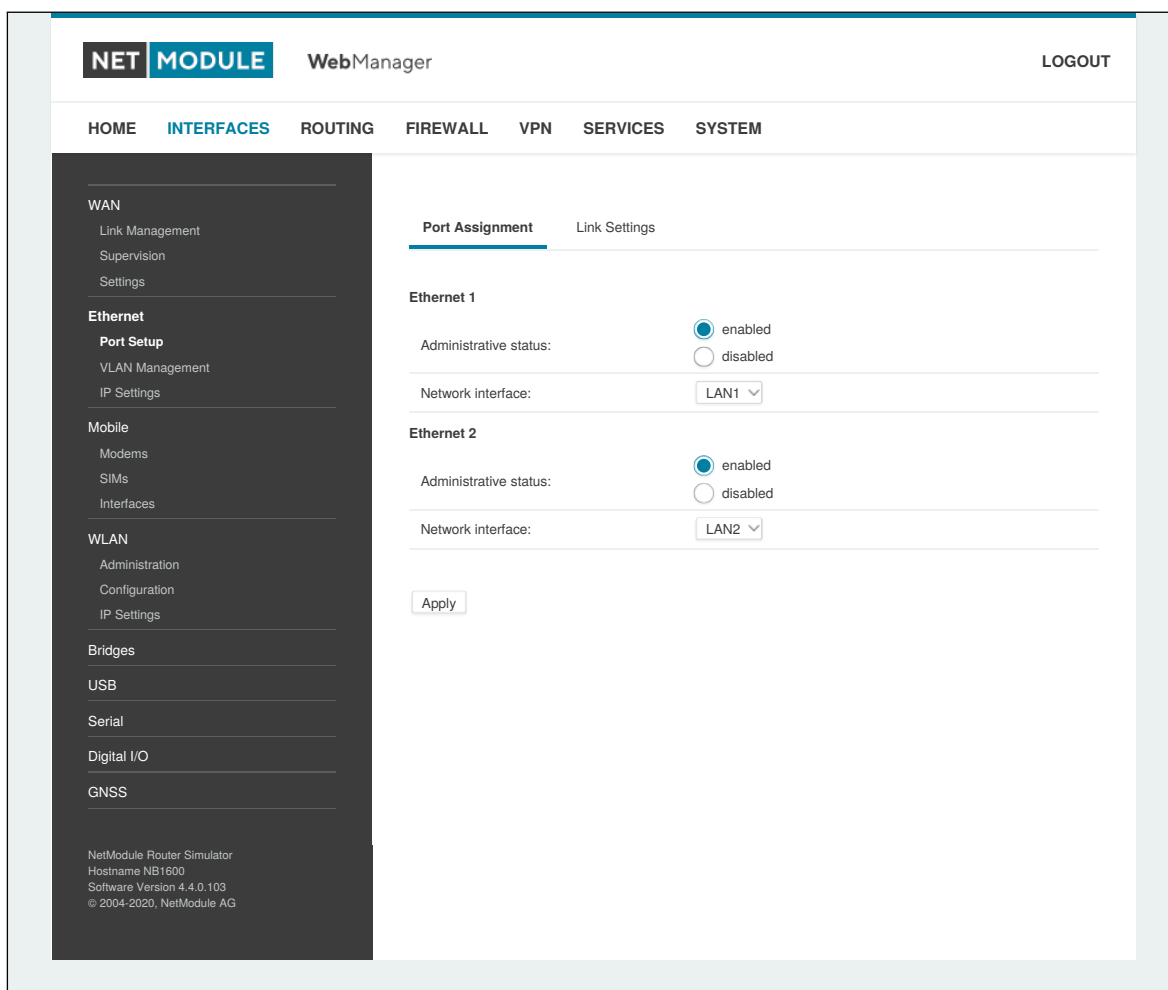 NET MODULE WebManager LOGOUT
HOME INTERFACES ROUTING FIREWALL VPN SERVICES SYSTEM
WAN
Link Management
Supervision
Settings
Ethernet
Port Setup
VLAN Management
IP Settings
Mobile
Modems
SIMs
Interfaces
WLAN
Administration
Configuration
IP Settings
Bridges
USB
Serial
Digital I/O
GNSS
NetModule Router Simulator
Hostname NB1600
Software Version 4.4.0.103
© 2004-2020, NetModule AG
Port Assignment Link Settings
Ethernet 1
Administrative status:
enabled
disabled
Network interface: LAN1
Ethernet 2
Administrative status:
enabled
disabled
Network interface: LAN2
Apply